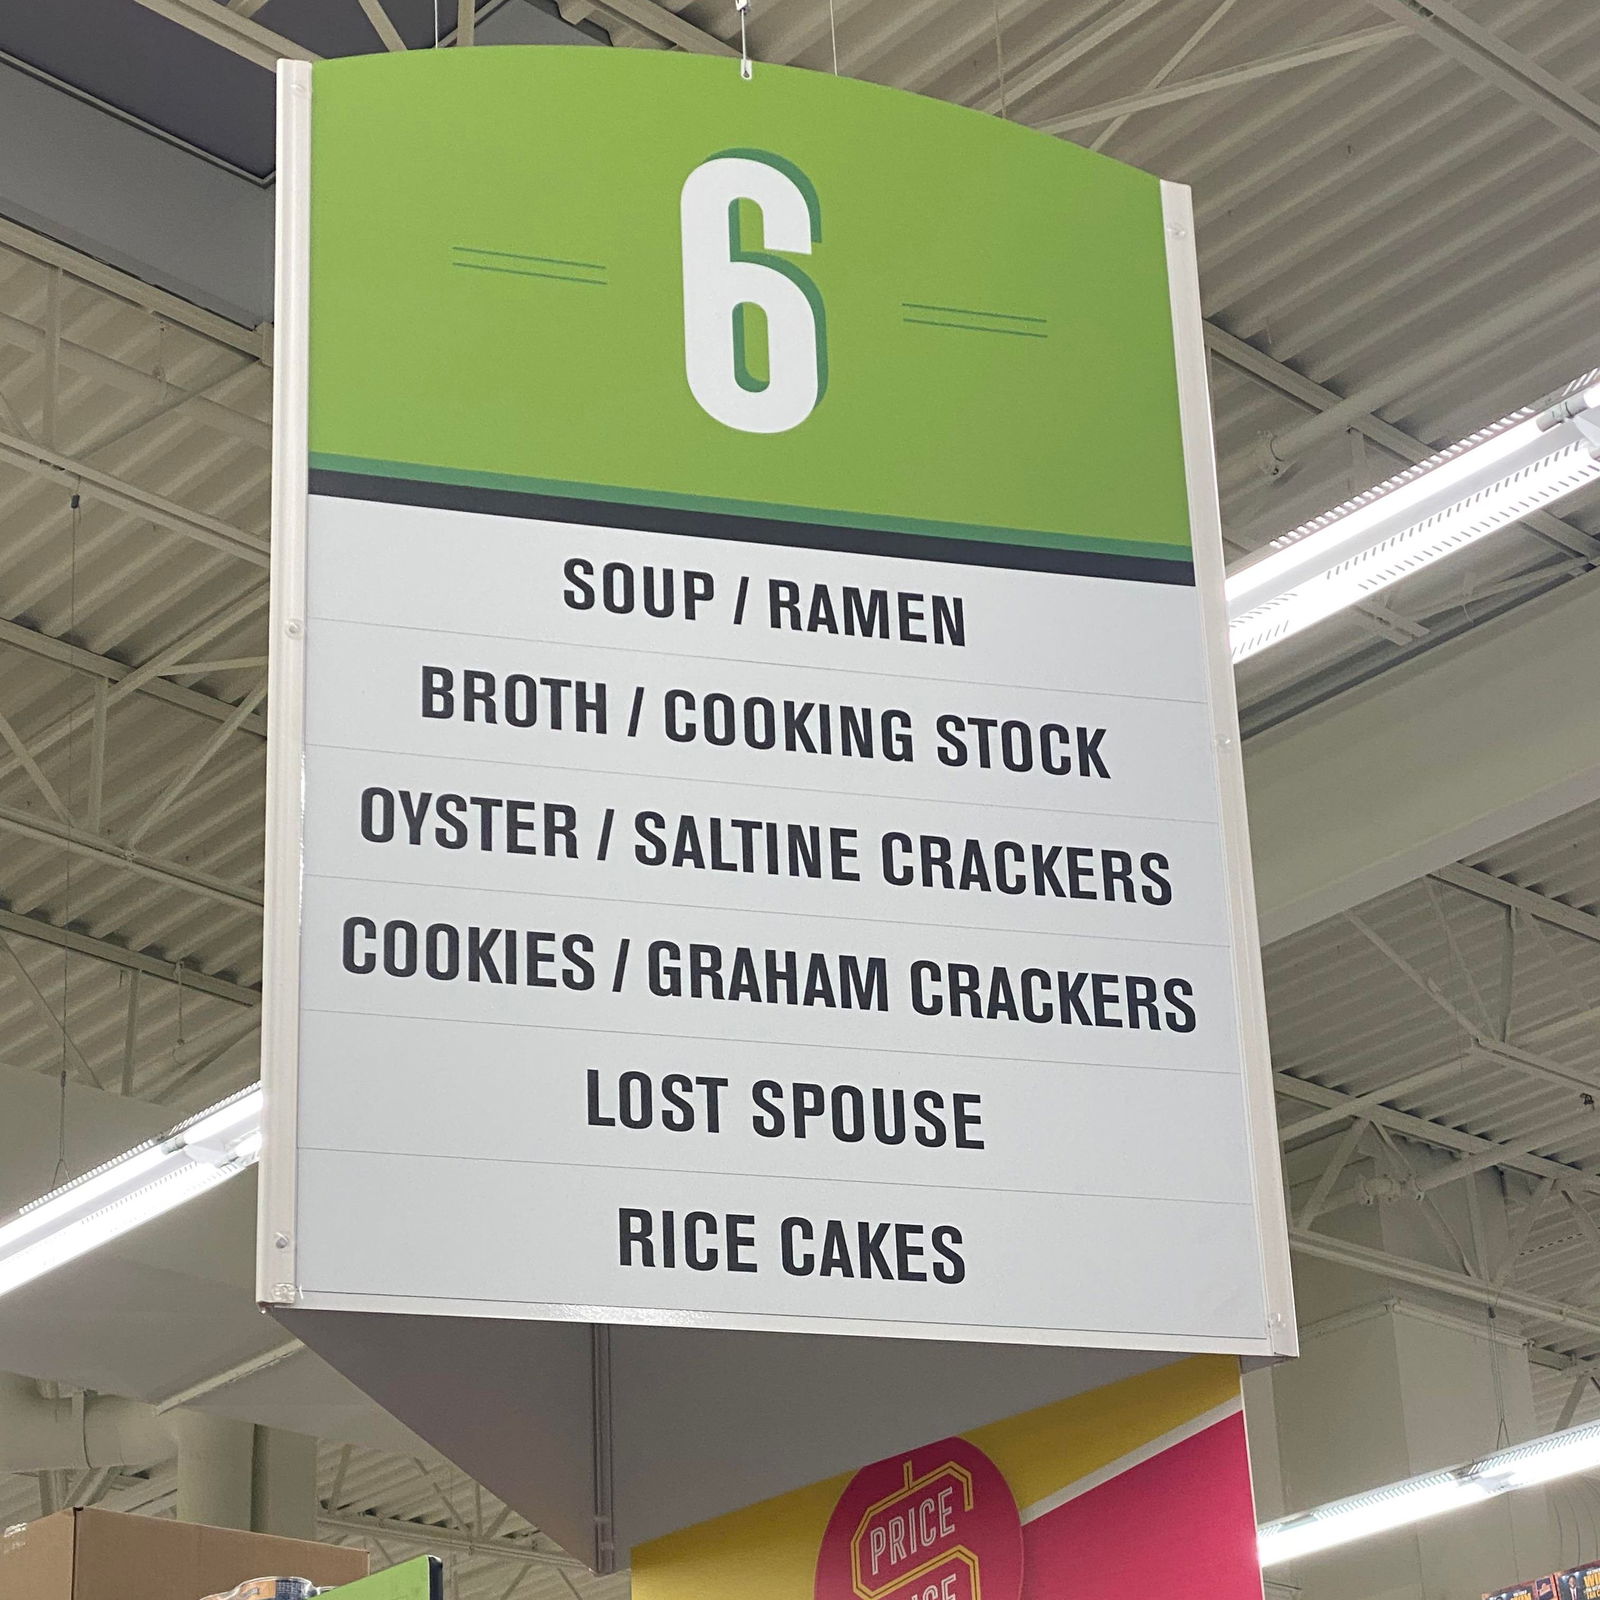 6
SOUP / RAMEN
BROTH / COOKING STOCK
OYSTER / SALTINE CRACKERS
COOKIES / GRAHAM CRACKERS
LOST SPOUSE
RICE CAKES
PRICE